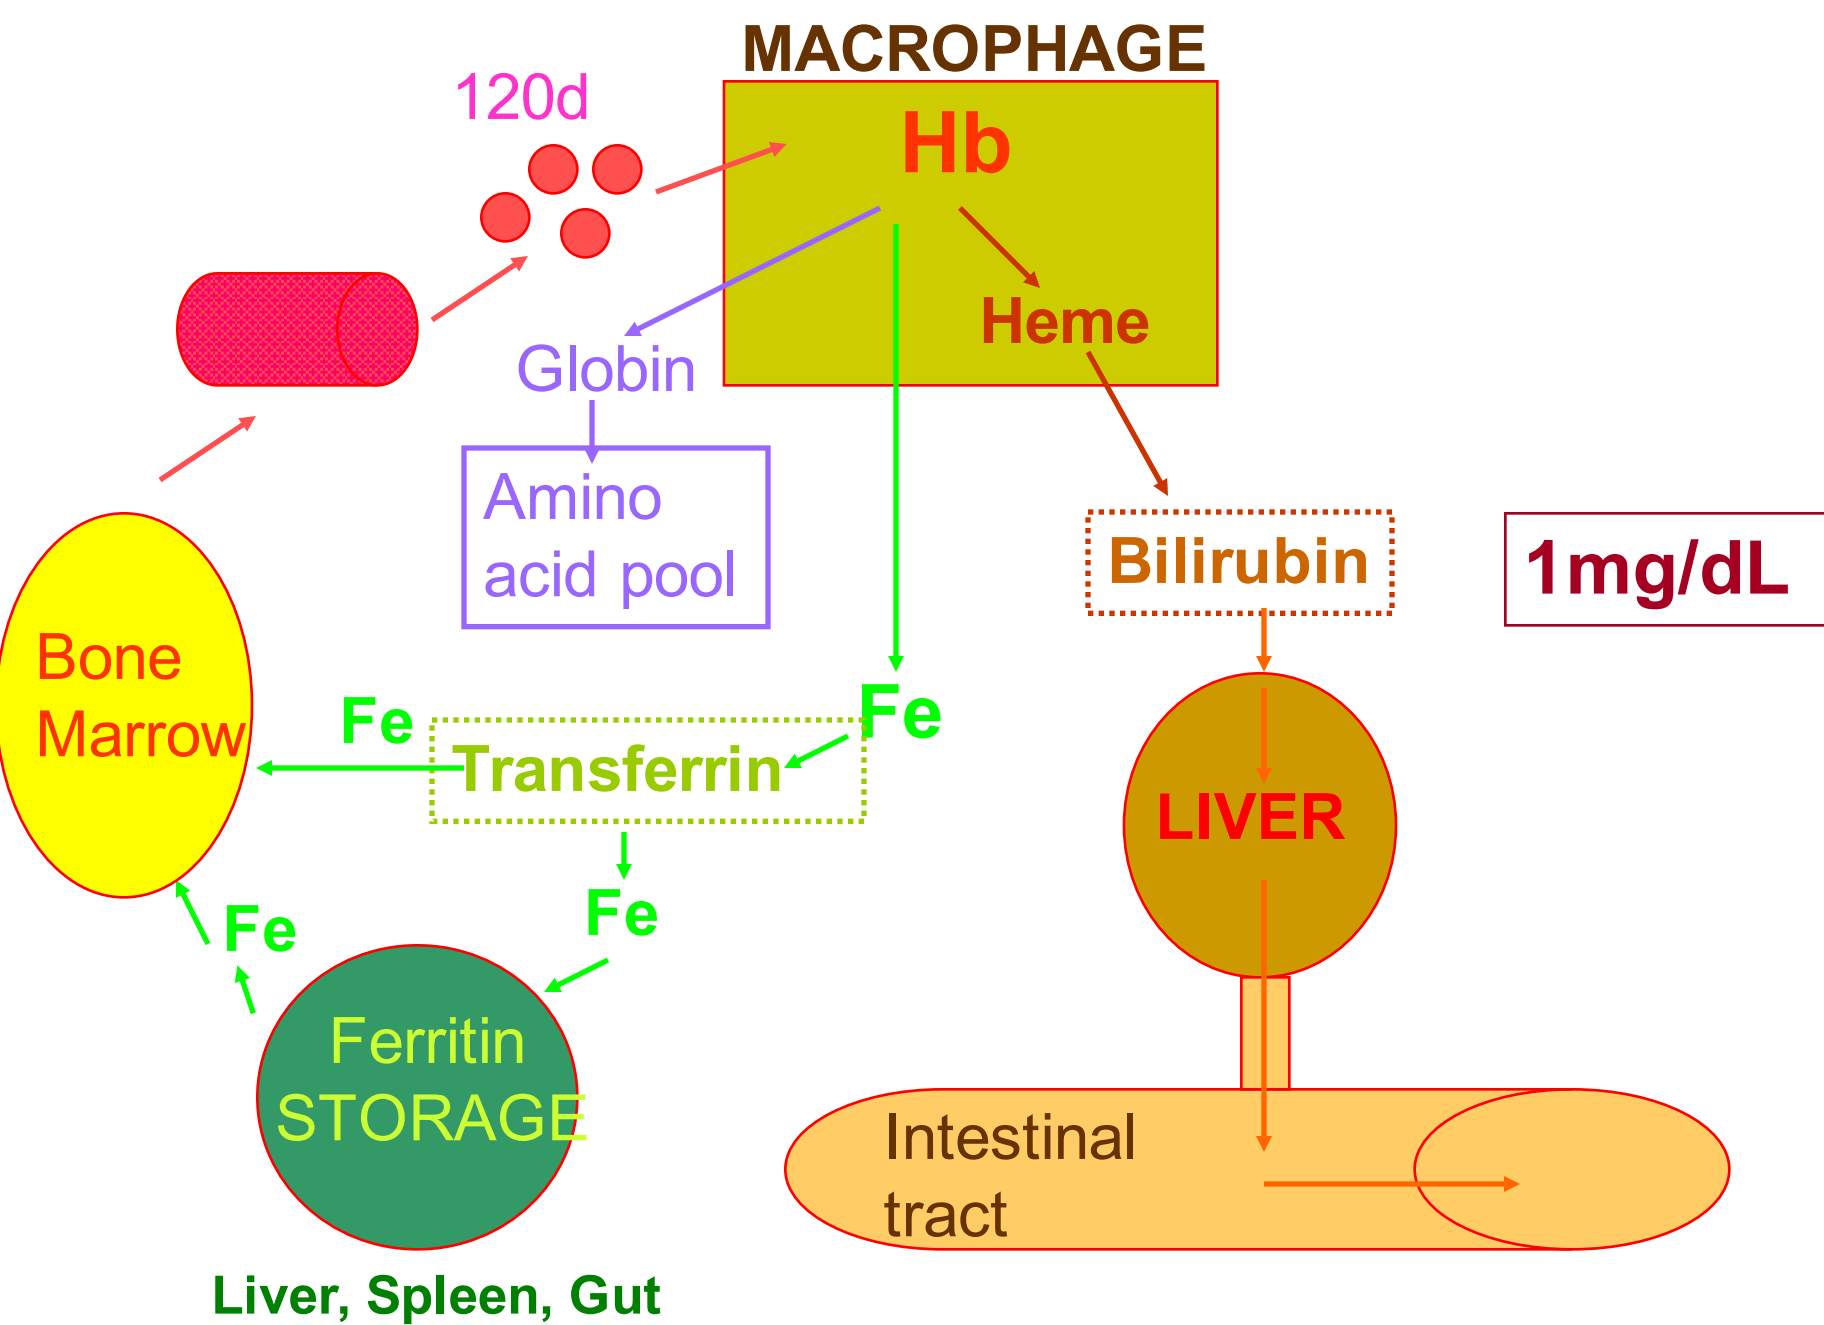 MACROPHAGE
120d
Hb
Heme
Globin
Amino
acid pool
Bilirubin
1mg/dL
Bone
Marrow
Fe
Fe
Transferrin
LIVER
Fe
Fe
Ferritin
STORAGE
Intestinal
tract
Liver, Spleen, Gut